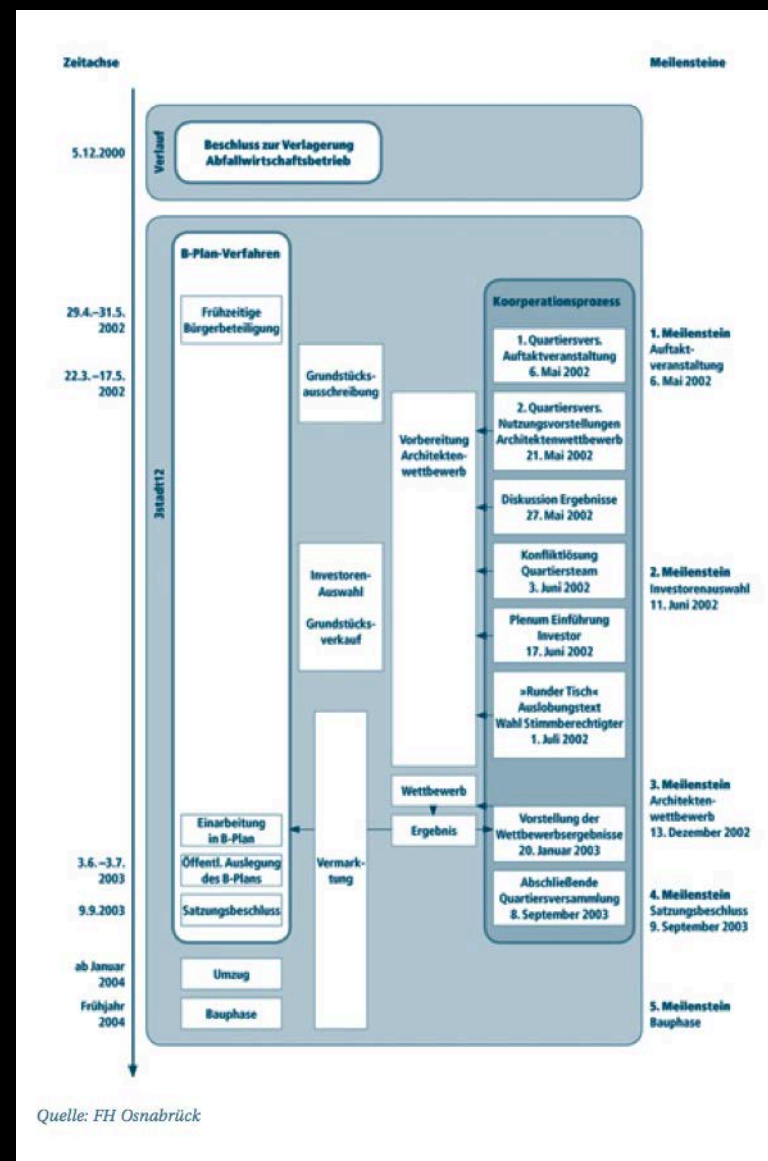 Zeitachse
Meilensteine
5.12.2000
Verlauf
Beschluss zur Verlagerung
Abfallwirtschaftsbetrieb
3stadt12
B-Plan-Verfahren
29.4.–31.5.
2002
Frühzeitige
Bürgerbeteiligung
22.3.–17.5.
2002
Grundstücks-
ausschreibung
Vorbereitung
Architekten-
wettbewerb
Koorperationsprozess
1. Quartiersvers.
Auftaktveranstaltung
6. Mai 2002
1. Meilenstein
Auftakt-
veranstaltung
6. Mai 2002
2. Quartiersvers.
Nutzungsvorstellungen
Architektenwettbewerb
21. Mai 2002
Diskussion Ergebnisse
27. Mai 2002
Investoren-
Auswahl
Grundstücks-
verkauf
Konfliktlösung
Quartiersteam
3. Juni 2002
2. Meilenstein
Investorenauswahl
11. Juni 2002
Plenum Einführung
Investor
17. Juni 2002
»Runder Tisch«
Auslobungstext
Wahl Stimmberechtigter
1. Juli 2002
Wettbewerb
3. Meilenstein
Architekten-
wettbewerb
13. Dezember 2002
Einarbeitung
in B-Plan
Ergebnis
Vorstellung der
Wettbewerbsergebnisse
20. Januar 2003
3.6.–3.7.
2003
Öffentl. Auslegung
des B-Plans
Vermark-
tung
Abschließende
Quartiersversammlung
8. September 2003
9.9.2003
Satzungsbeschluss
4. Meilenstein
Satzungsbeschluss
9. September 2003
ab Januar
2004
Umzug
Frühjahr
2004
Bauphase
5. Meilenstein
Bauphase
Quelle: FH Osnabrück